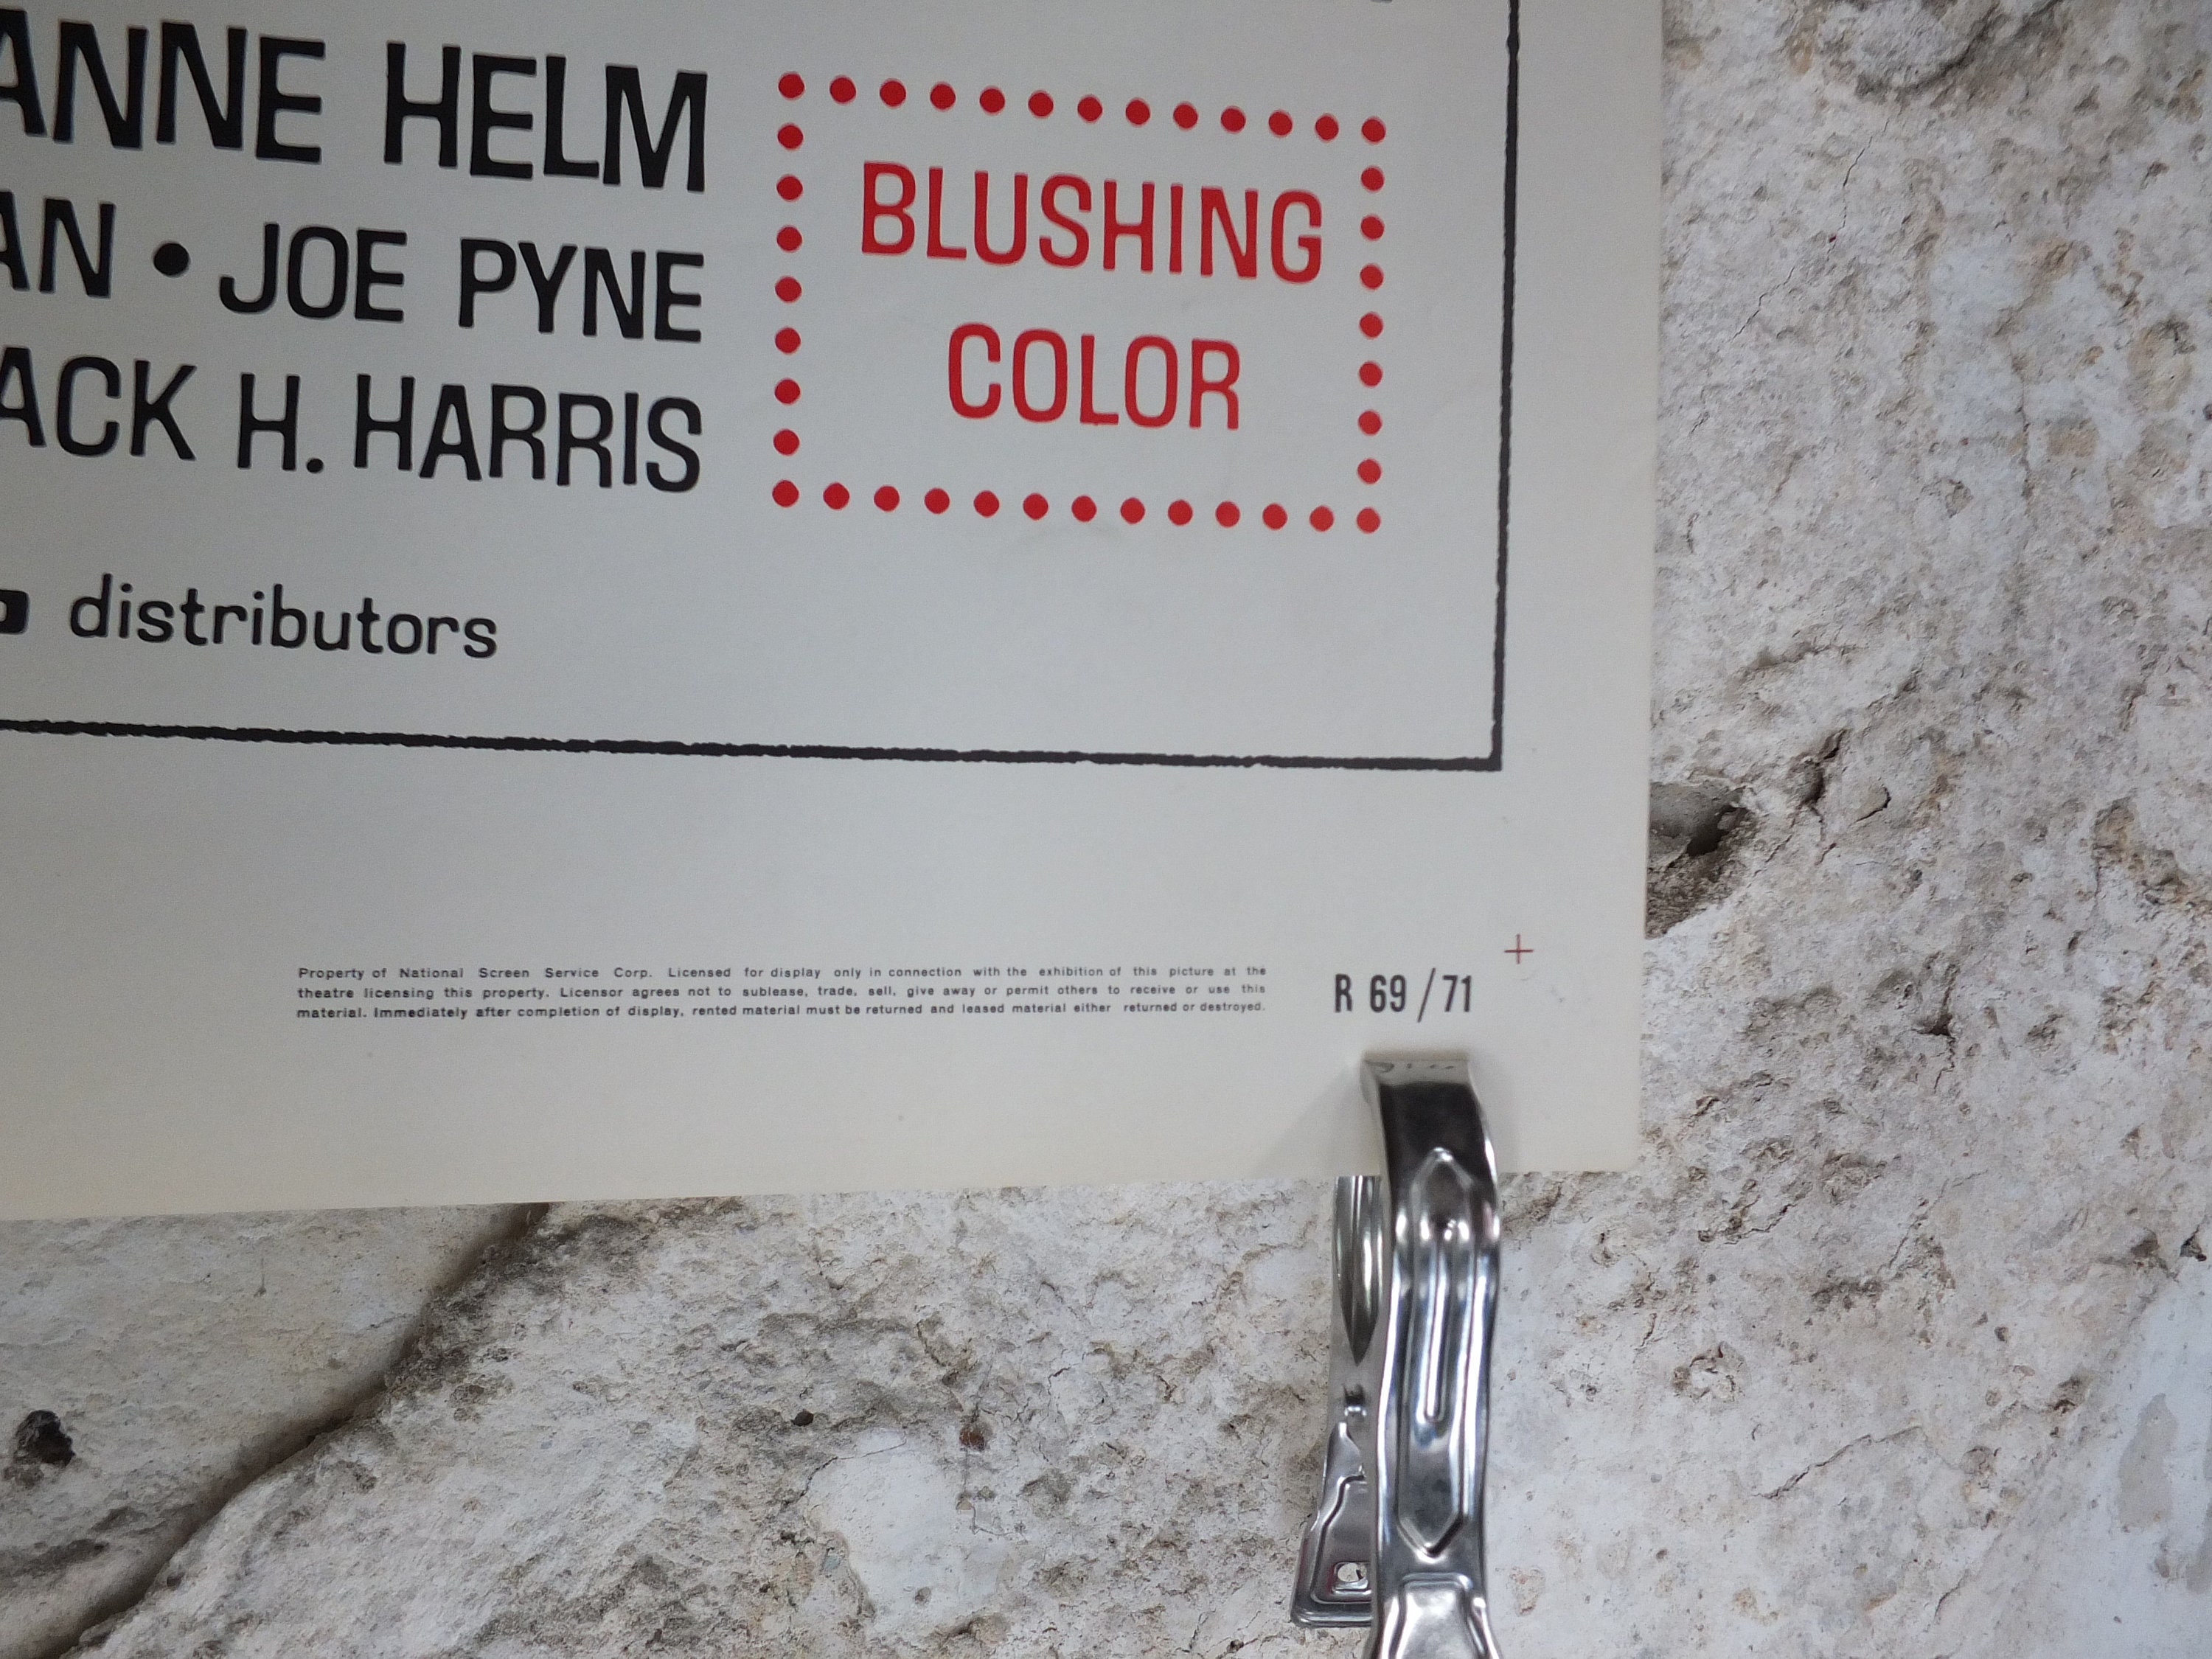 ANNE HELM
AN • JOE PYNE
ACK H. HARRIS
BLUSHING
COLOR
distributors
Property of National Screen Service Corp. Licensed for display only in connection with the exhibition of this picture at the
theatre licensing this property. Licensor agrees not to sublease, trade, sell, give away or permit others to receive or use this
material. Immediately after completion of display, rented material must be returned and leased material either returned or destroyed.
R 69/71